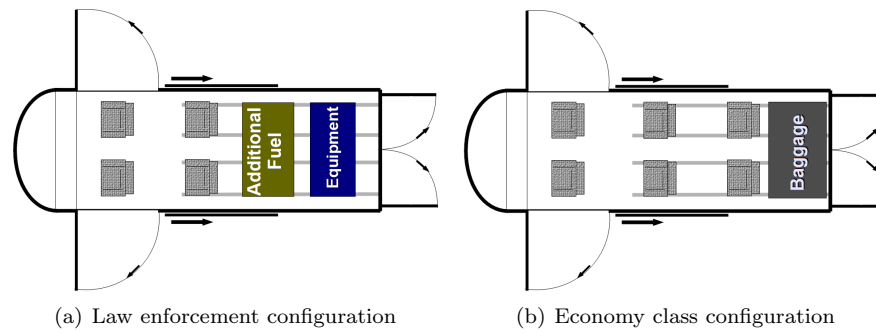 Additional
Fuel
Equipment
Baggage
(a) Law enforcement configuration
(b) Economy class configuration